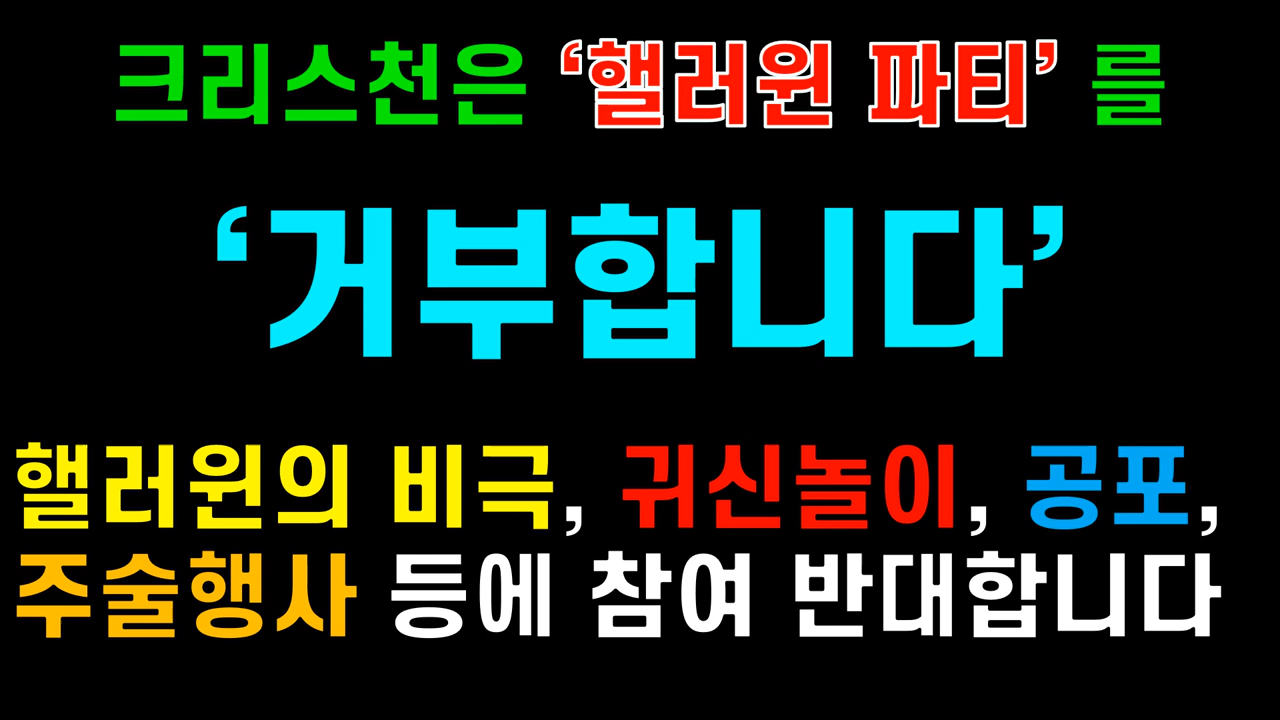 크리스천은 ‘핼러윈 파티’ 를
‘거부합니다’
핼러윈의 비극, 귀신놀이, 공포,
주술행사 등에 참여 반대합니다